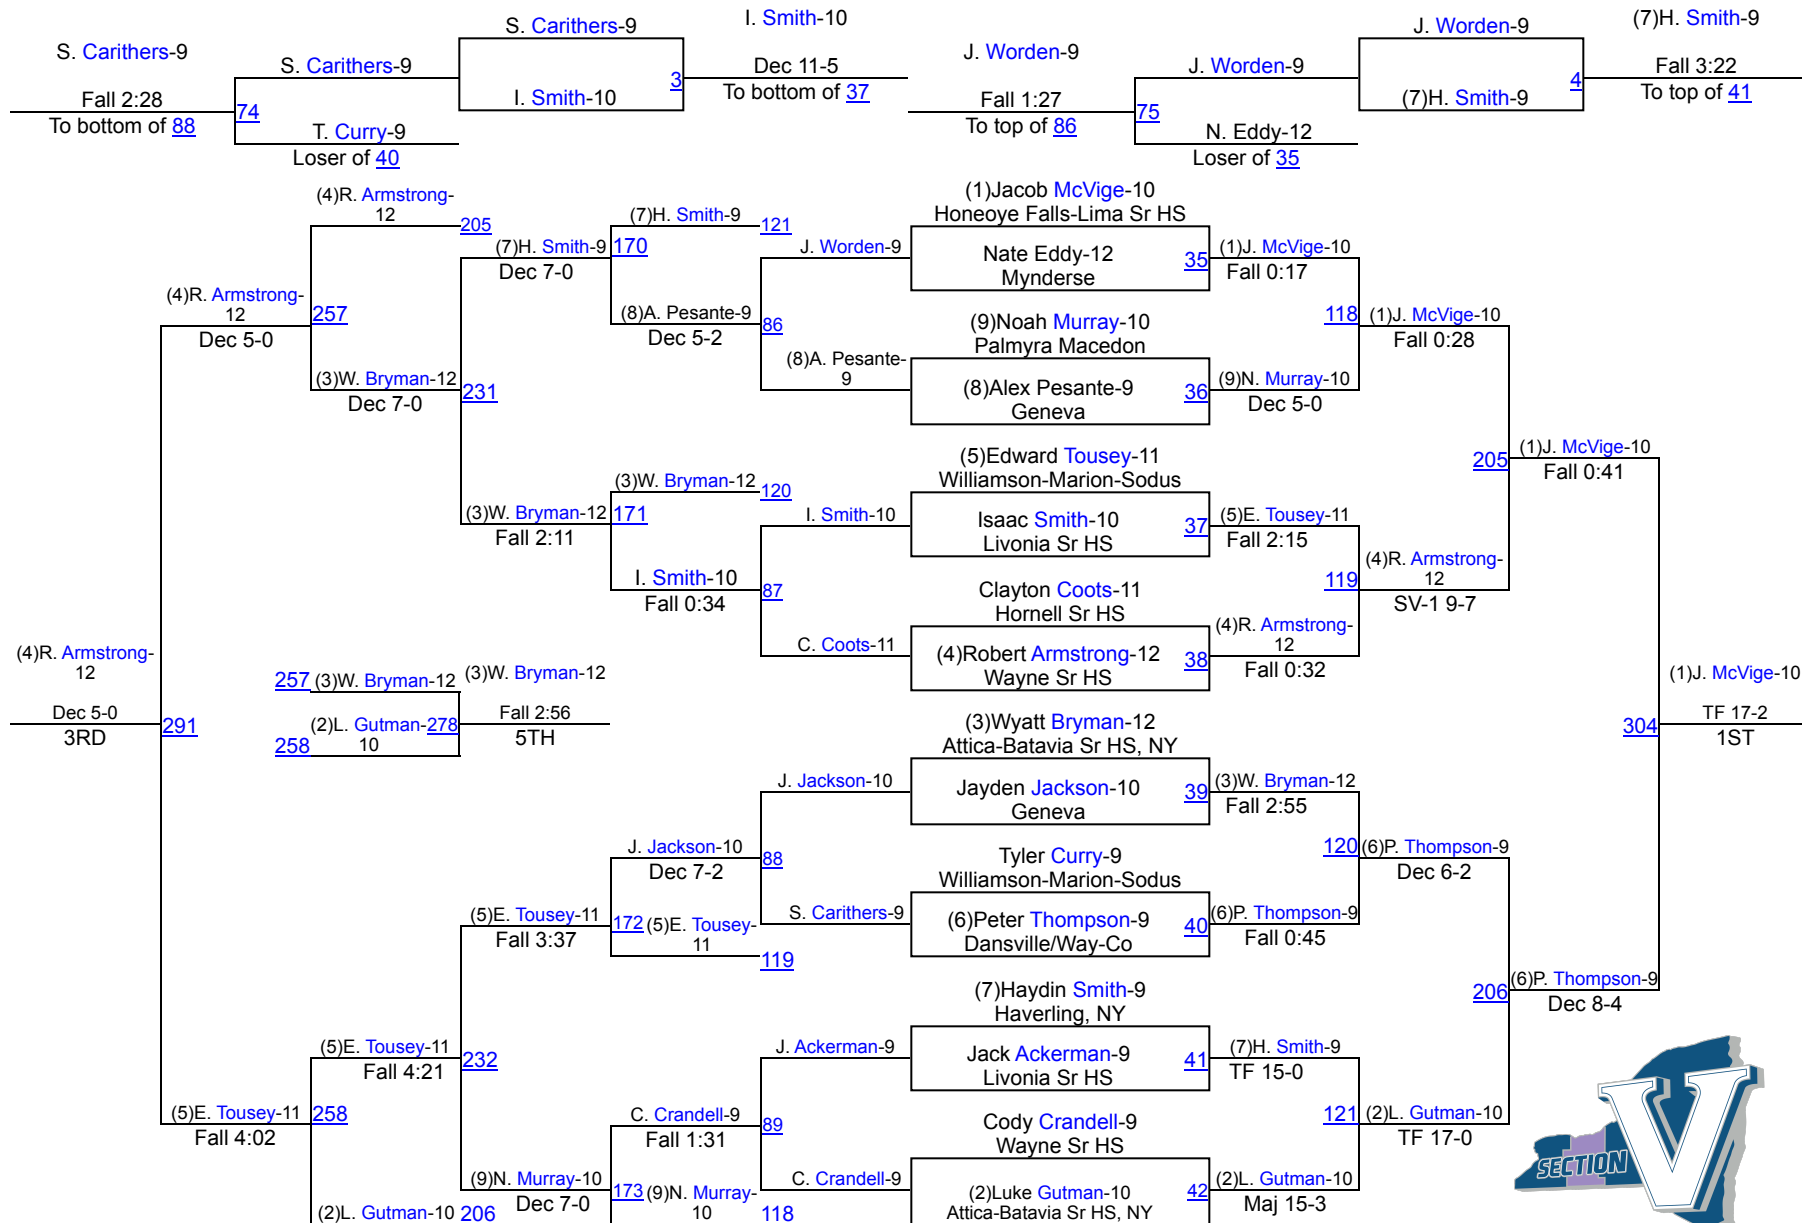 S. Carithers-9
I. Smith-10
J. Worden-9
(7)H. Smith-9
S. Carithers-9
S. Carithers-9
J. Worden-9
J. Worden-9
Fall 2:28
74
I. Smith-10
3
Dec 11-5
Fall 1:27
75
(7)H. Smith-9
4
Fall 3:22
To bottom of 88
T. Curry-9
To bottom of 37
To top of 86
N. Eddy-12
To top of 41
Loser of 40
Loser of 35
(4)R. Armstrong-
12
205
(7)H. Smith-9
121
(1)Jacob McVige-10
Honeoye Falls-Lima Sr HS
(7)H. Smith-9
170
Dec 7-0
J. Worden-9
Nate Eddy-12
35
Mynderse
(1)J. McVige-10
Fall 0:17
(4)R. Armstrong-
12
257
Dec 5-0
(8)A. Pesante-9
86
Dec 5-2
(9)Noah Murray-10
Palmyra Macedon
118
(1)J. McVige-10
Fall 0:28
(3)W. Bryman-12
231
Dec 7-0
(8)A. Pesante-
9
(8)Alex Pesante-9
36
Geneva
(9)N. Murray-10
Dec 5-0
(5)Edward Tousey-11
Williamson-Marion-Sodus
205
(1)J. McVige-10
Fall 0:41
(3)W. Bryman-12
120
(3)W. Bryman-12
171
Fall 2:11
I. Smith-10
Isaac Smith-10
37
Livonia Sr HS
(5)E. Tousey-11
Fall 2:15
I. Smith-10
87
Fall 0:34
Clayton Coots-11
Hornell Sr HS
119
(4)R. Armstrong-
12
SV-1 9-7
C. Coots-11
(4)Robert Armstrong-12
38
Wayne Sr HS
(4)R. Armstrong-
12
Fall 0:32
(4)R. Armstrong-
12
Dec 5-0
291
3RD
257
(3)W. Bryman-12
(3)W. Bryman-12
(2)L. Gutman-
10
278
258
Fall 2:56
5TH
(3)Wyatt Bryman-12
Attica-Batavia Sr HS, NY
304
(1)J. McVige-10
TF 17-2
1ST
J. Jackson-10
Jayden Jackson-10
39
Geneva
(3)W. Bryman-12
Fall 2:55
J. Jackson-10
88
Dec 7-2
Tyler Curry-9
Williamson-Marion-Sodus
120
(6)P. Thompson-9
Dec 6-2
(5)E. Tousey-11
172
Fall 3:37
(5)E. Tousey-
11
119
S. Carithers-9
(6)Peter Thompson-9
40
Dansville/Way-Co
(6)P. Thompson-9
Fall 0:45
(7)Haydin Smith-9
Haverling, NY
206
(6)P. Thompson-9
Dec 8-4
(5)E. Tousey-11
232
Fall 4:21
J. Ackerman-9
Jack Ackerman-9
41
Livonia Sr HS
(7)H. Smith-9
TF 15-0
(5)E. Tousey-11
258
Fall 4:02
C. Crandell-9
89
Fall 1:31
Cody Crandell-9
Wayne Sr HS
121
(2)L. Gutman-10
TF 17-0
(9)N. Murray-10
173
Dec 7-0
(9)N. Murray-
10
118
C. Crandell-9
(2)Luke Gutman-10
42
Attica-Batavia Sr HS, NY
(2)L. Gutman-10
Maj 15-3
(2)L. Gutman-10
206
SECTION V